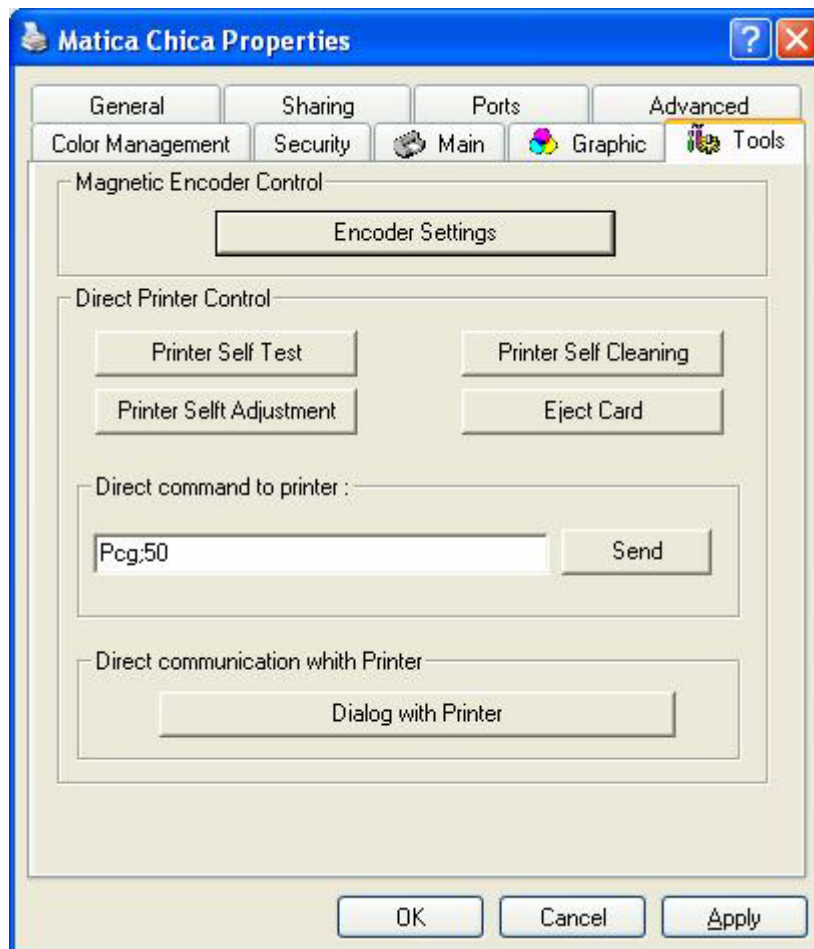 Matica Chica Properties
General Sharing Ports Advanced
Color Management Security Main Graphic Tools
Magnetic Encoder Control
Encoder Settings
Direct Printer Control
Printer Self Test Printer Self Cleaning
Printer Selft Adjustment Eject Card
Direct command to printer :
Pcg;50 Send
Direct communication whith Printer
Dialog with Printer
OK Cancel Apply